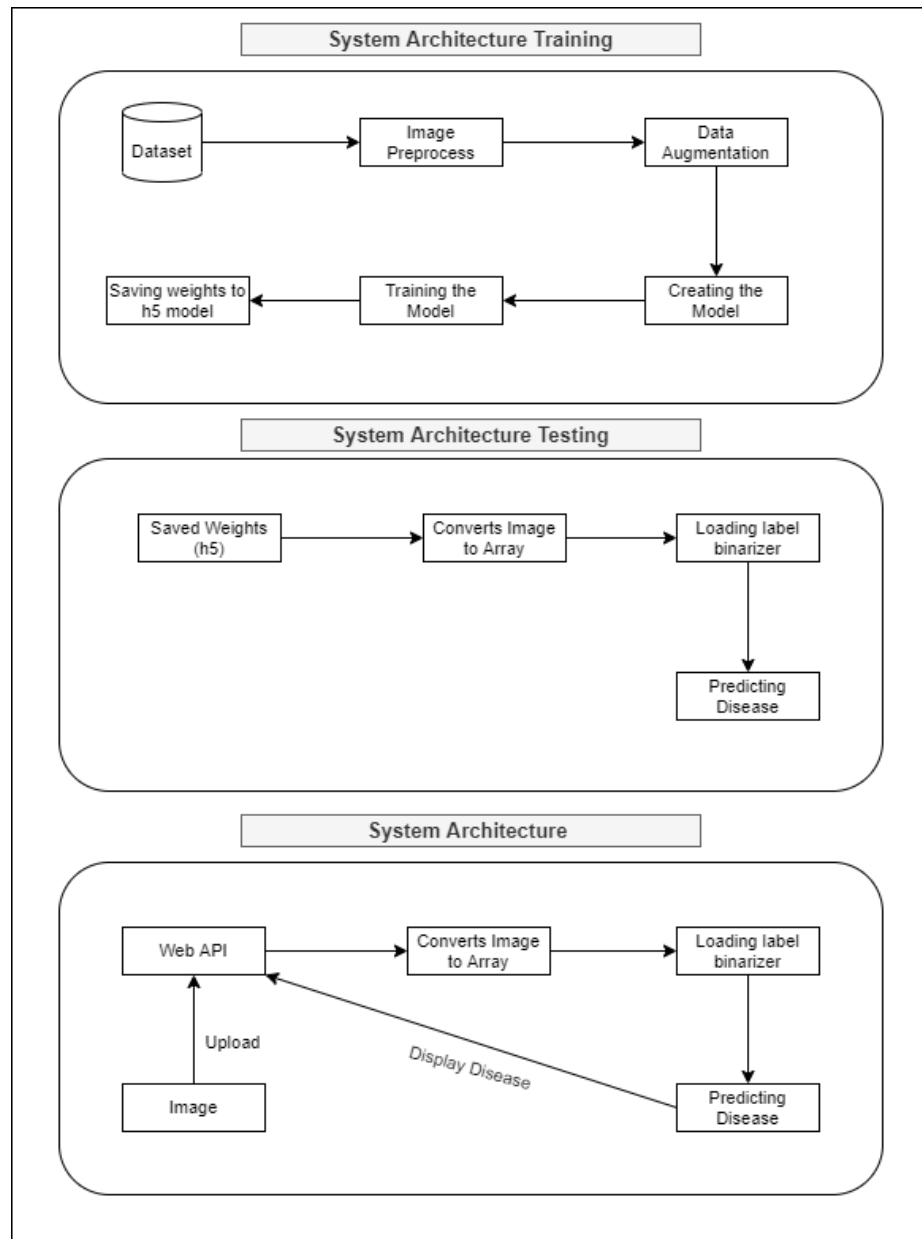 System Architecture Training
Dataset
Image
Preprocess
Data
Augmentation
Saving weights to
h5 model
Training the
Model
Creating the
Model
System Architecture Testing
Saved Weights
(h5)
Converts Image
to Array
Loading label
binarizer
Predicting
Disease
System Architecture
Web API
Converts Image
to Array
Loading label
binarizer
Upload
Display Disease
Image
Predicting
Disease